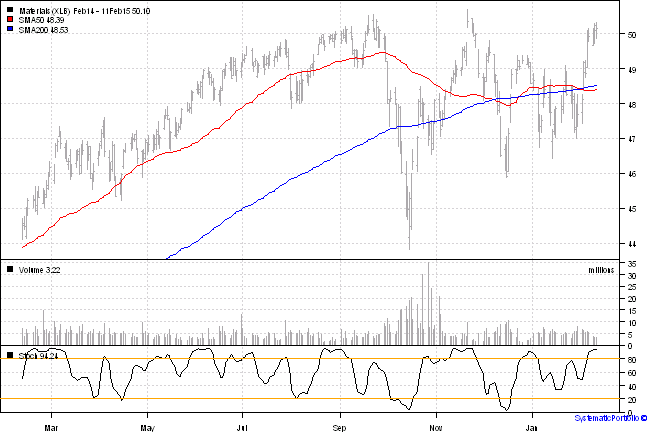 Materials (XLB) Feb14 - 11Feb15 50.10
SMA50 48.39
SMA200 48.53
50
49
48
47
46
45
44
Volume 3.22
millions
35
30
25
20
15
10
5
0
Stoch 94.24
80
60
40
20
0
Mar
May
Jul
Sep
Nov
Jan
SystematicPortfolio ©